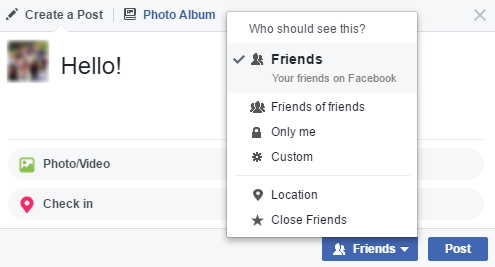 Create a Post
Photo Album
Hello!
Who should see this?
Friends
Your friends on Facebook
Friends of friends
Only me
Custom
Location
Close Friends
Photo/Video
Check in
Friends
Post